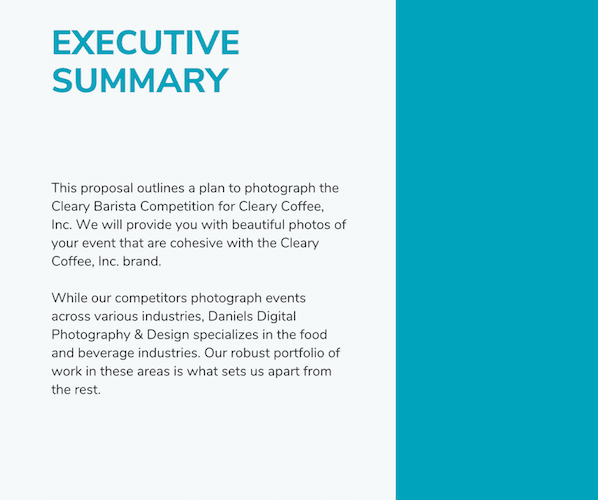 EXECUTIVE
SUMMARY
This proposal outlines a plan to photograph the
Cleary Barista Competition for Cleary Coffee,
Inc. We will provide you with beautiful photos of
your event that are cohesive with the Cleary
Coffee, Inc. brand.
While our competitors photograph events
across various industries, Daniels Digital
Photography & Design specializes in the food
and beverage industries. Our robust portfolio of
work in these areas is what sets us apart from
the rest.